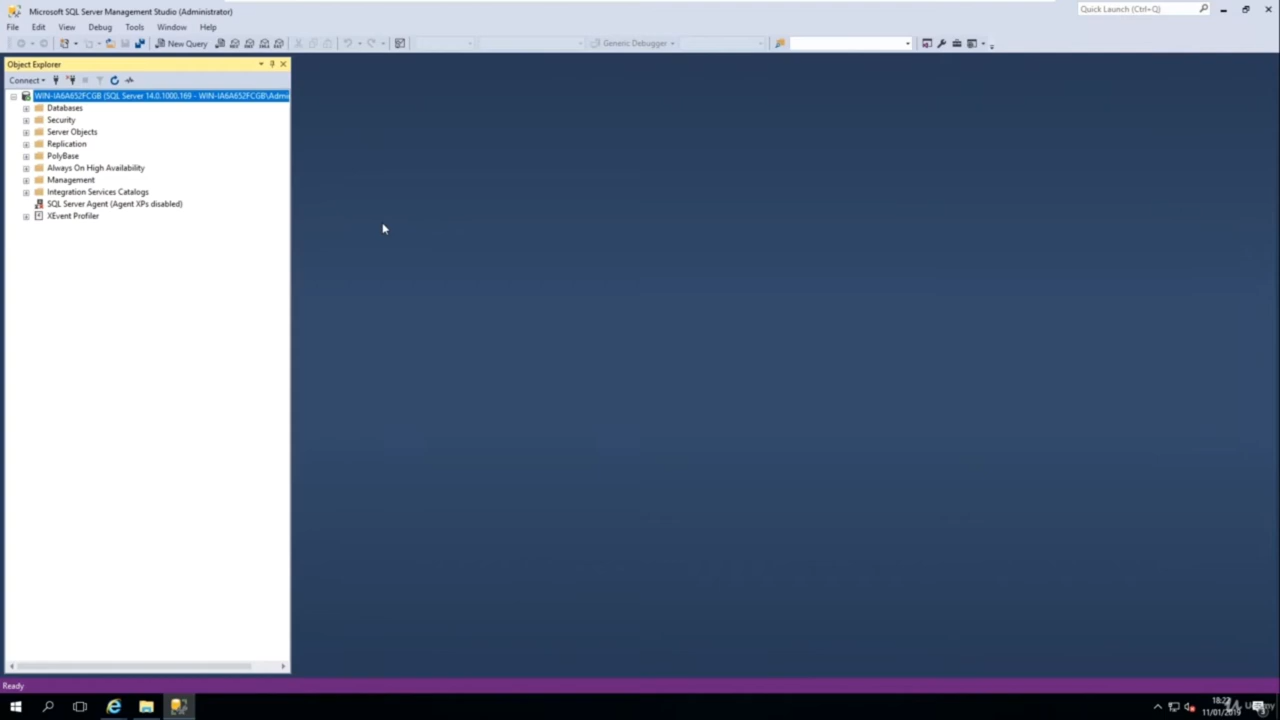 Microsoft SQL Server Management Studio (Administrator)
Quick Launch (Ctrl+Q)
File Edit View Debug Tools Window Help
New Query
Generic Debugger
Object Explorer
Connect
WIN-IA6A652FCGB (SQL Server 14.0.1000.169 - WIN-IA6A652FCGB\Admi
Databases
Security
Server Objects
Replication
PolyBase
Always On High Availability
Management
Integration Services Catalogs
SQL Server Agent (Agent XPs disabled)
XEvent Profiler
Ready
11/01/2019